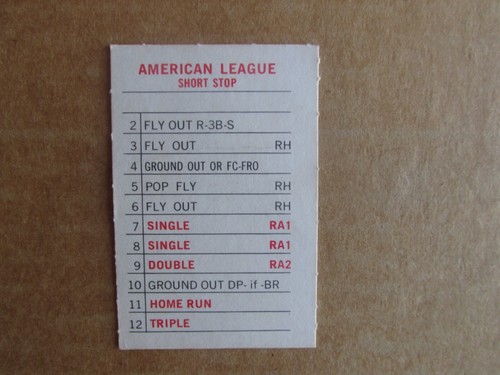 AMERICAN LEAGUE
SHORT STOP
2 FLY OUT R-3B-S
3 FLY OUT RH
4 GROUND OUT OR FC-FRO
5 POP FLY RH
6 FLY OUT RH
7 SINGLE RA1
8 SINGLE RA1
9 DOUBLE RA2
10 GROUND OUT DP- if -BR
11 HOME RUN
12 TRIPLE